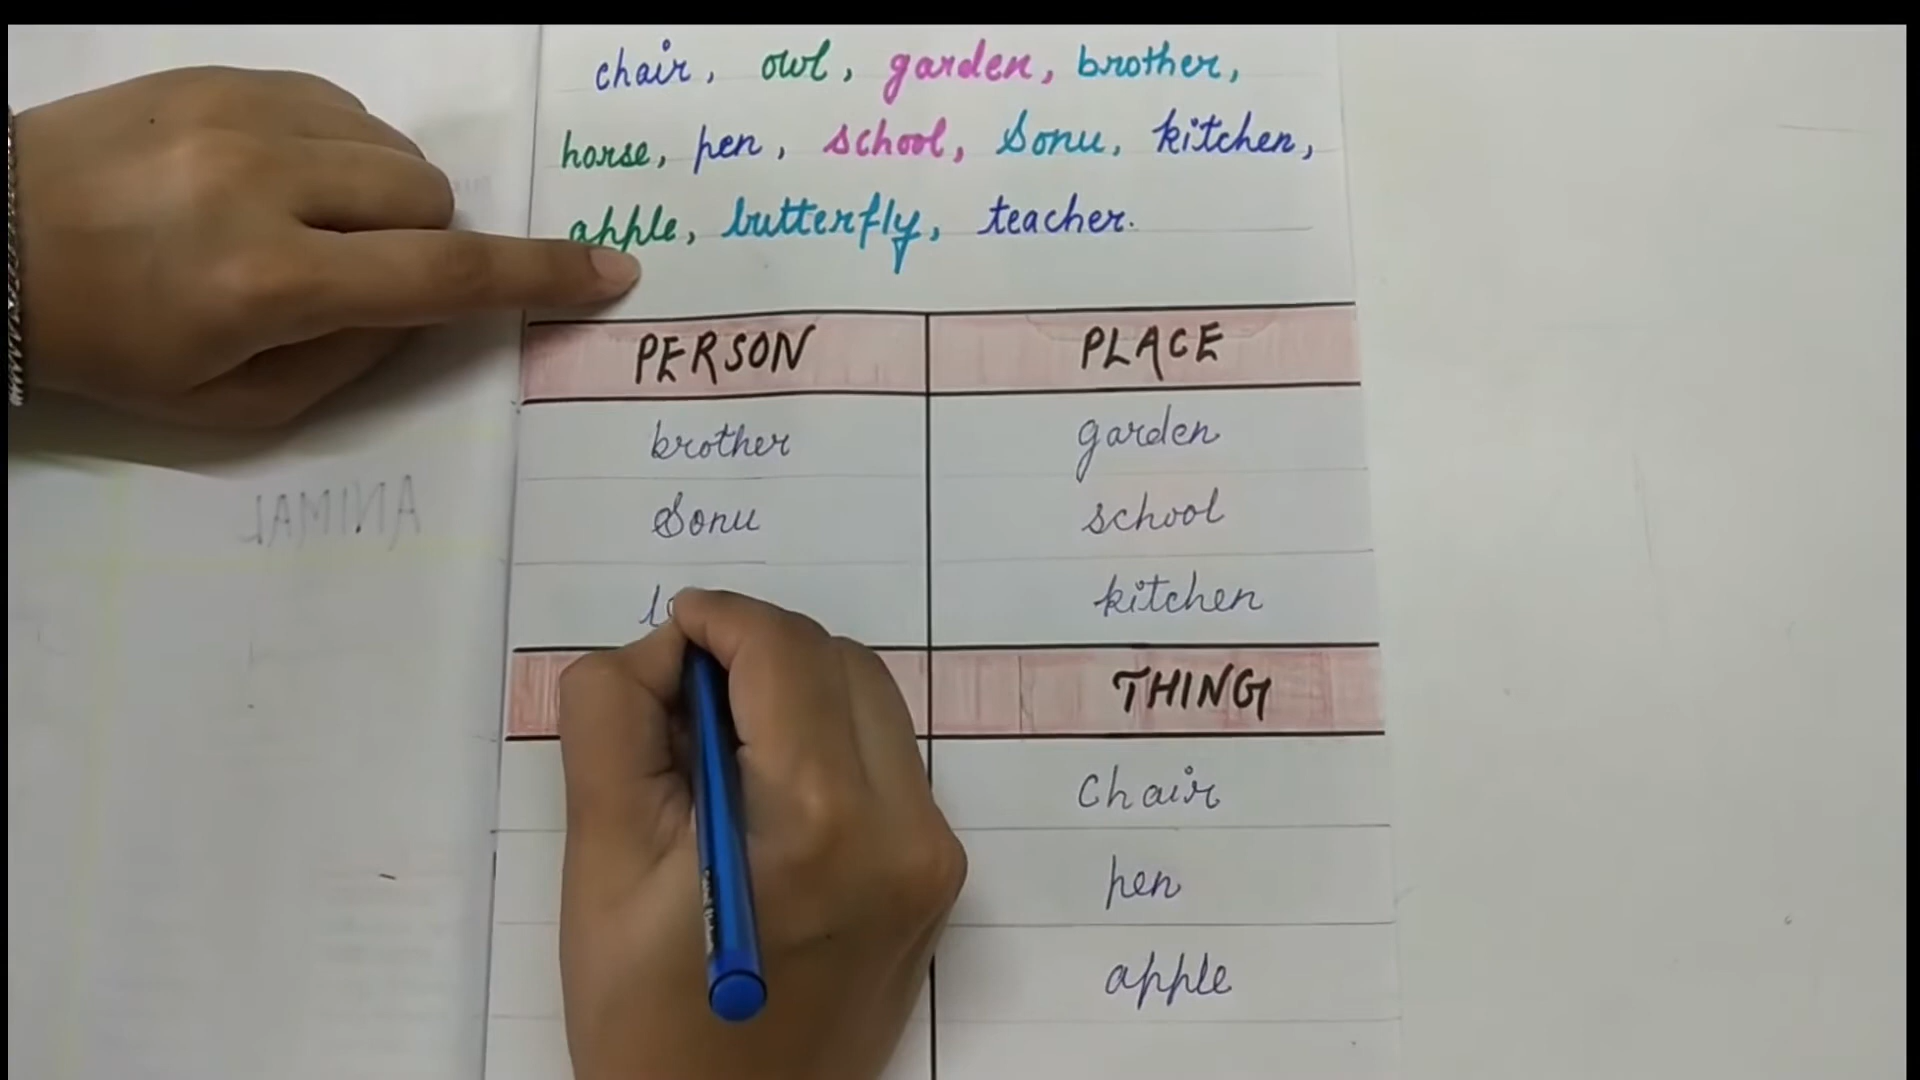 chair, owl, garden, brother,
horse, pen, school, Sonu, kitchen,
apple, butterfly, teacher.
PERSON PLACE
brother garden
Sonu school
kitchen
THING
Chair
pen
apple
ANIMAL